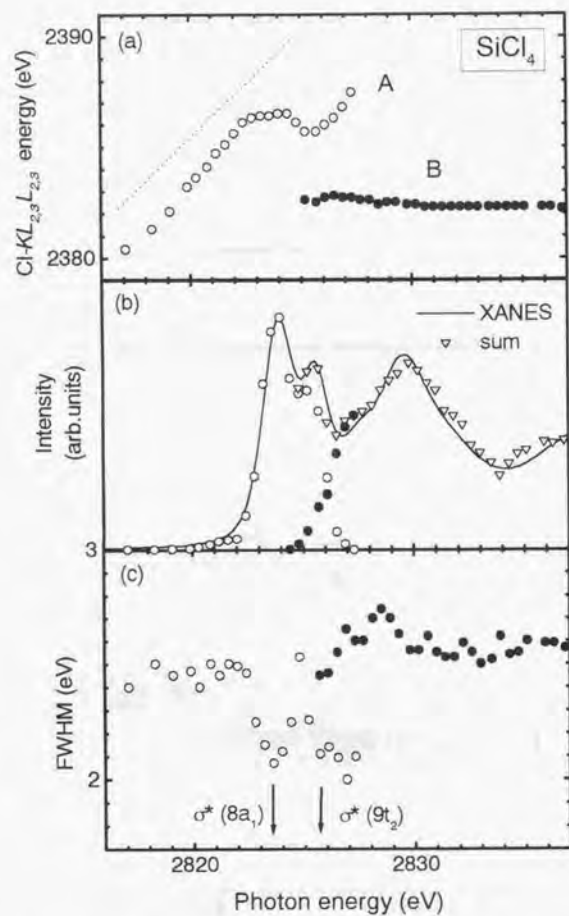 (a)
SiCl4
2390
2380
Cl-KL2,3L2,3 energy (eV)
A
B
(b)
XANES
sum
Intensity
(arb.units)
3
(c)
FWHM (eV)
2
σ* (8a1)
σ* (9t2)
2820
2830
Photon energy (eV)